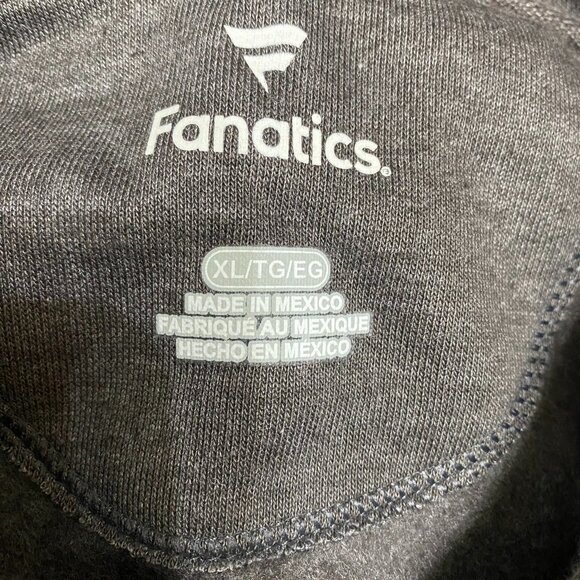 Fanatics
XL/TG/EG
MADE IN MEXICO
FABRIQUÉ AU MEXIQUE
HECHO EN MÉXICO